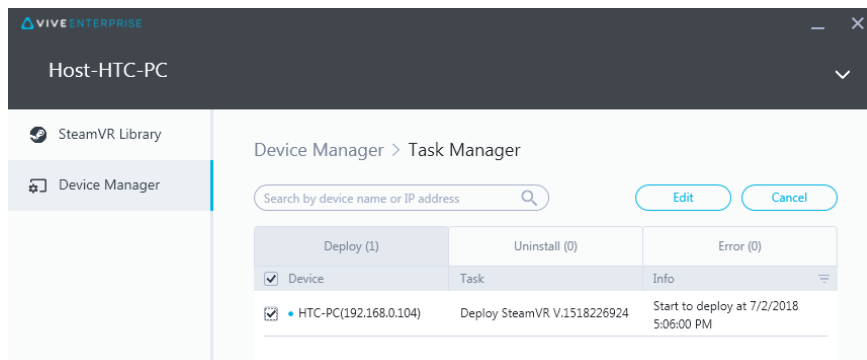 VIVE ENTERPRISE
Host-HTC-PC
SteamVR Library
Device Manager
Device Manager > Task Manager
Search by device name or IP address
Edit
Cancel
Deploy (1)
Uninstall (0)
Error (0)
Device
Task
Info
HTC-PC(192.168.0.104)
Deploy SteamVR V.1518226924
Start to deploy at 7/2/2018
5:06:00 PM